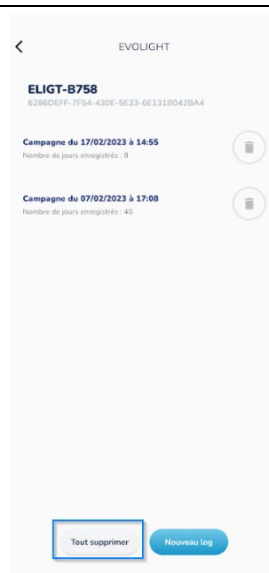 EVOLIGHT
ELIGT-B758
6286DEFF-7F54-430E-5E33-6E131B042BA4
Campagne du 17/02/2023 à 14:55
Nombre de jours enregistrés : 0
Campagne du 07/02/2023 à 17:08
Nombre de jours enregistrés : 40
Tout supprimer
Nouveau log